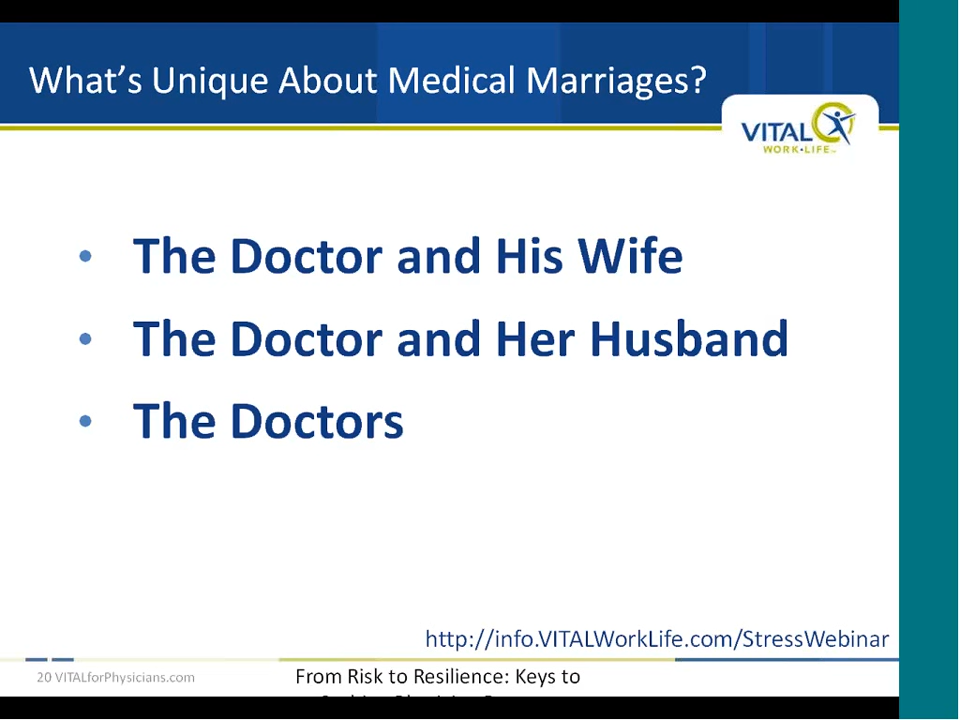 What's Unique About Medical Marriages?
VITAL
WORK•LIFE
• The Doctor and His Wife
• The Doctor and Her Husband
• The Doctors
http://info.VITALWorkLife.com/StressWebinar
20 VITALforPhysicians.com
From Risk to Resilience: Keys to